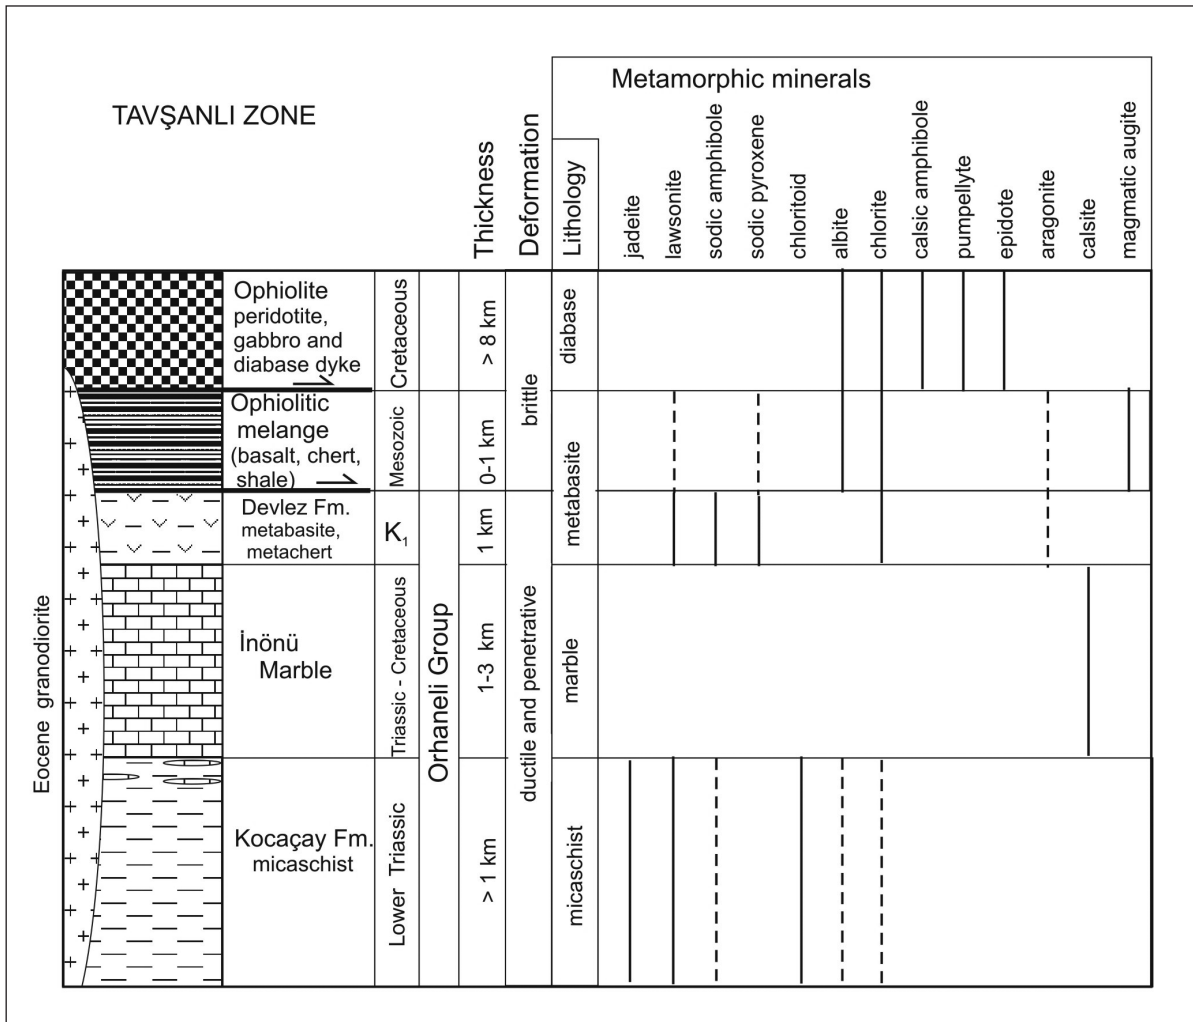 TAVŞANLI ZONE
Metamorphic minerals
Thickness
Deformation
Lithology
jadeite
lawsonite
sodic amphibole
sodic pyroxene
chloritoid
albite
chlorite
calsic amphibole
pumpellyte
epidote
aragonite
calsite
magmatic augite
Ophiolite
peridotite,
gabbro and
diabase dyke
Cretaceous
> 8 km
brittle
diabase
Ophiolitic
melange
(basalt, chert,
shale)
Mesozoic
0-1 km
metabasite
Devlez Fm.
metabasite,
metachert
K1
1 km
İnönü
Marble
Triassic - Cretaceous
Orhaneli Group
1-3 km
ductile and penetrative
marble
Eocene granodiorite
Kocaçay Fm.
micaschist
Lower Triassic
> 1 km
micaschist